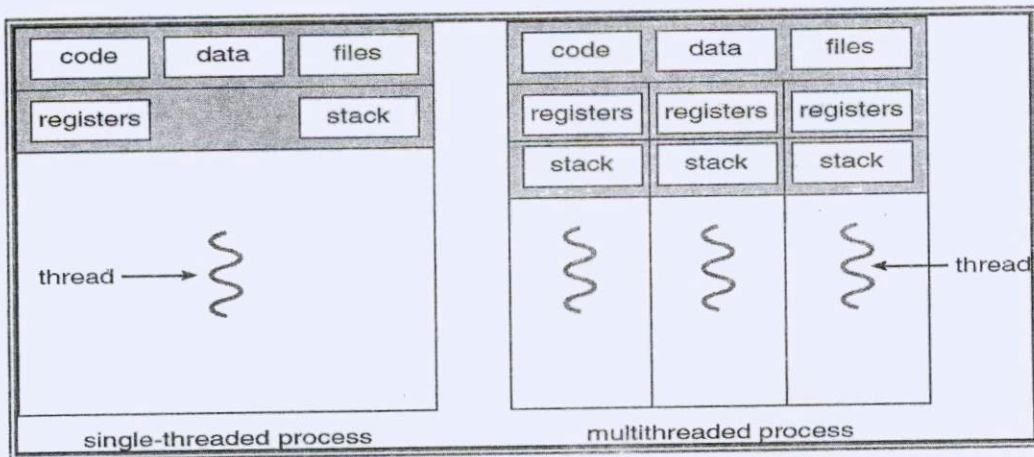 code data files
registers stack
thread
single-threaded process
code data files
registers registers registers
stack stack stack
thread
multithreaded process